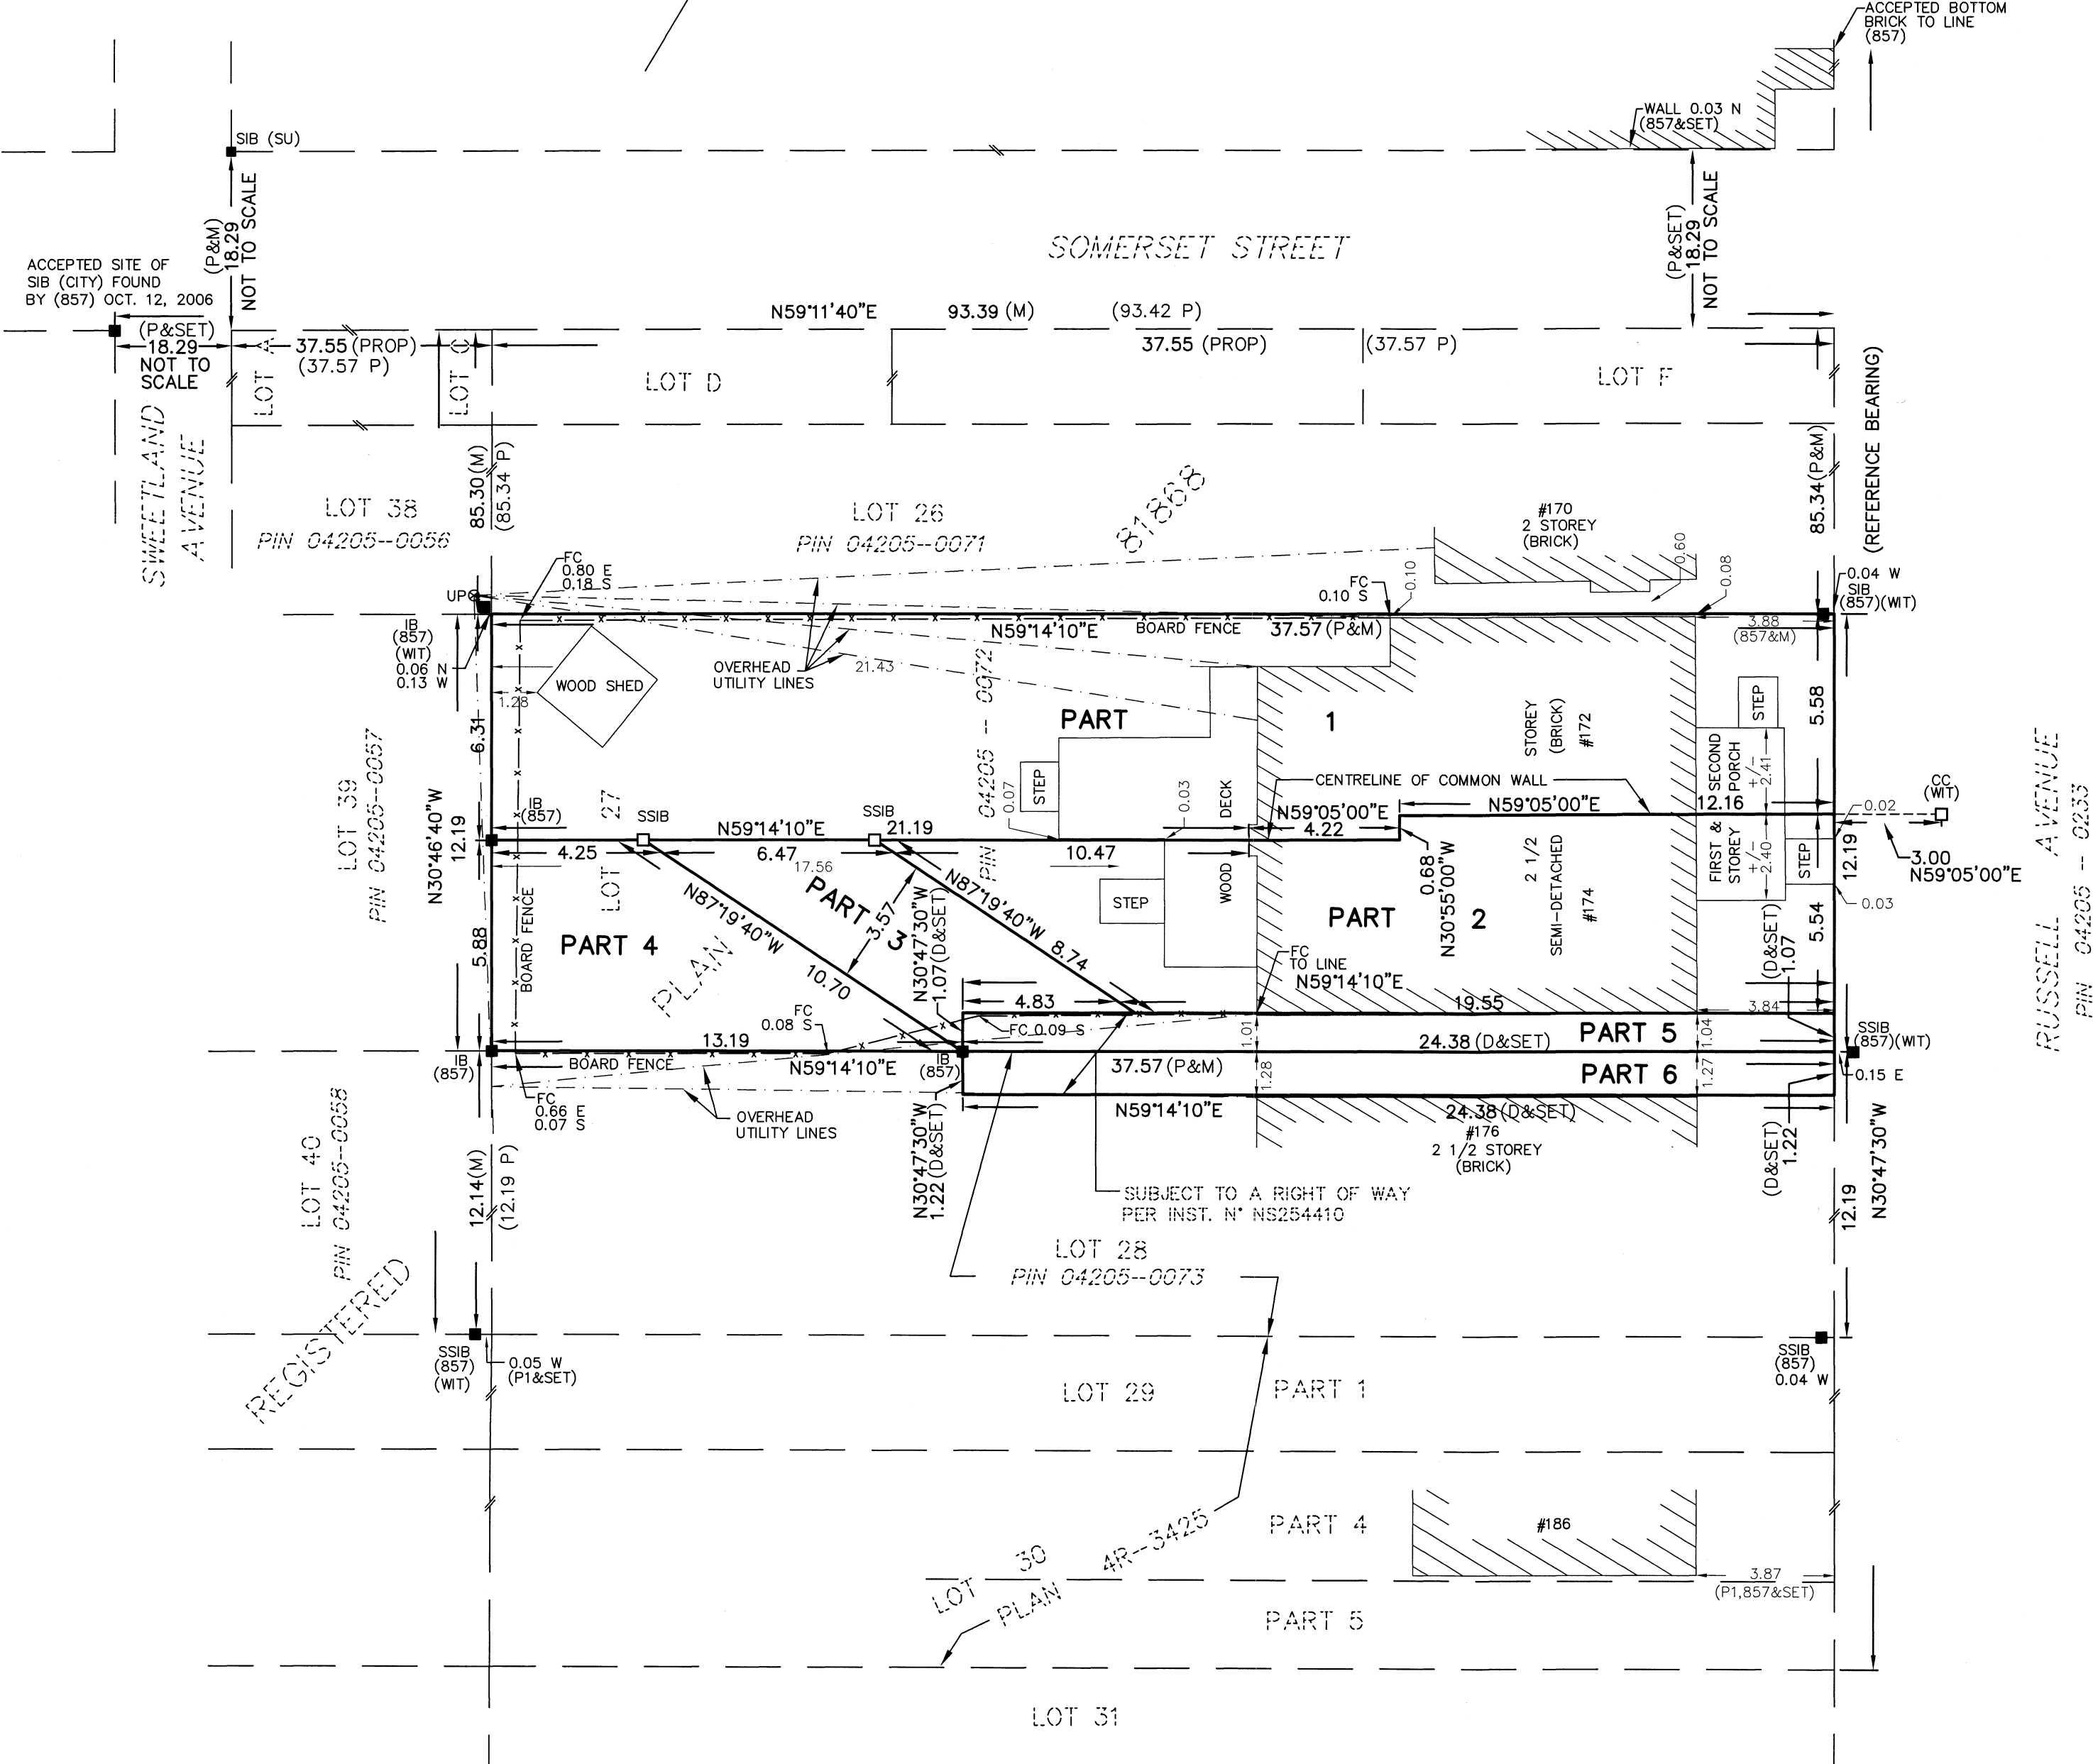 ACCEPTED BOTTOM
BRICK TO LINE
(857)
WALL 0.03 N
(857&SET)
SIB (SU)
(P&M)
18.29
NOT TO SCALE
(P&SET)
18.29
NOT TO SCALE
SOMERSET STREET
ACCEPTED SITE OF
SIB (CITY) FOUND
BY (857) OCT. 12, 2006
(P&SET)
18.29
NOT TO
SCALE
N59°11'40"E 93.39 (M) (93.42 P)
37.55 (PROP)
(37.57 P)
37.55 (PROP) (37.57 P)
LOT A
LOT C
LOT D
LOT F
(REFERENCE BEARING)
SWEETLAND
AVENUE
85.30 (M)
(85.34 P)
85.34 (P&M)
LOT 38
PIN 04205--0056
LOT 26
PIN 04205--0071
81868
#170
2 STOREY
(BRICK)
0.60
0.08
0.10
FC
0.80 E
0.18 S
FC
0.10 S
0.04 W
SIB
(857)(WIT)
UP
IB
(857)
(WIT)
0.06 N
0.13 W
N59°14'10"E BOARD FENCE 37.57 (P&M)
3.88
(857&M)
OVERHEAD
UTILITY LINES
21.43
WOOD SHED
1.28
6.31
PIN 04205 -- 0072
PART 1
STOREY
(BRICK)
#172
STEP
5.58
FIRST & SECOND
STOREY PORCH
+/-
2.41
+/-
2.40
LOT 39
PIN 04205--0057
N30°46'40"W
12.19
STEP
0.07
0.03
WOOD DECK
CENTRELINE OF COMMON WALL
N59°05'00"E
4.22
N59°05'00"E
12.16
0.02
CC
(WIT)
3.00
N59°05'00"E
IB
(857)
SSIB
N59°14'10"E
SSIB
21.19
4.25
6.47
10.47
17.56
LOT 27
0.68
N30°55'00"W
2 1/2
SEMI-DETACHED
#174
STEP
12.19
0.03
STEP
PART 3
3.57
N87°19'40"W
10.70
N87°19'40"W
8.74
N30°47'30"W
1.07 (D&SET)
PART 2
5.54
(D&SET)
1.07
5.88
BOARD FENCE
PART 4
PLAN
FC
TO LINE
N59°14'10"E
4.83
19.55
3.84
FC
0.08 S
FC 0.09 S
1.01
1.04
PART 5
24.38 (D&SET)
SSIB
(857)(WIT)
0.15 E
13.19
IB
(857)
BOARD FENCE
N59°14'10"E
IB
(857)
37.57 (P&M)
1.28
1.27
PART 6
FC
0.66 E
0.07 S
OVERHEAD
UTILITY LINES
N59°14'10"E
24.38 (D&SET)
N30°47'30"W
1.22 (D&SET)
#176
2 1/2 STOREY
(BRICK)
(D&SET)
1.22
12.19
N30°47'30"W
RUSSELL AVENUE
PIN 04205 -- 0233
LOT 40
PIN 04205--0058
12.14 (M)
(12.19 P)
SUBJECT TO A RIGHT OF WAY
PER INST. N° NS254410
LOT 28
PIN 04205--0073
REGISTERED
SSIB
(857)
(WIT)
0.05 W
(P1&SET)
SSIB
(857)
0.04 W
LOT 29
PART 1
PART 4
#186
LOT 30
PLAN 4R--3425
3.87
(P1,857&SET)
PART 5
LOT 31